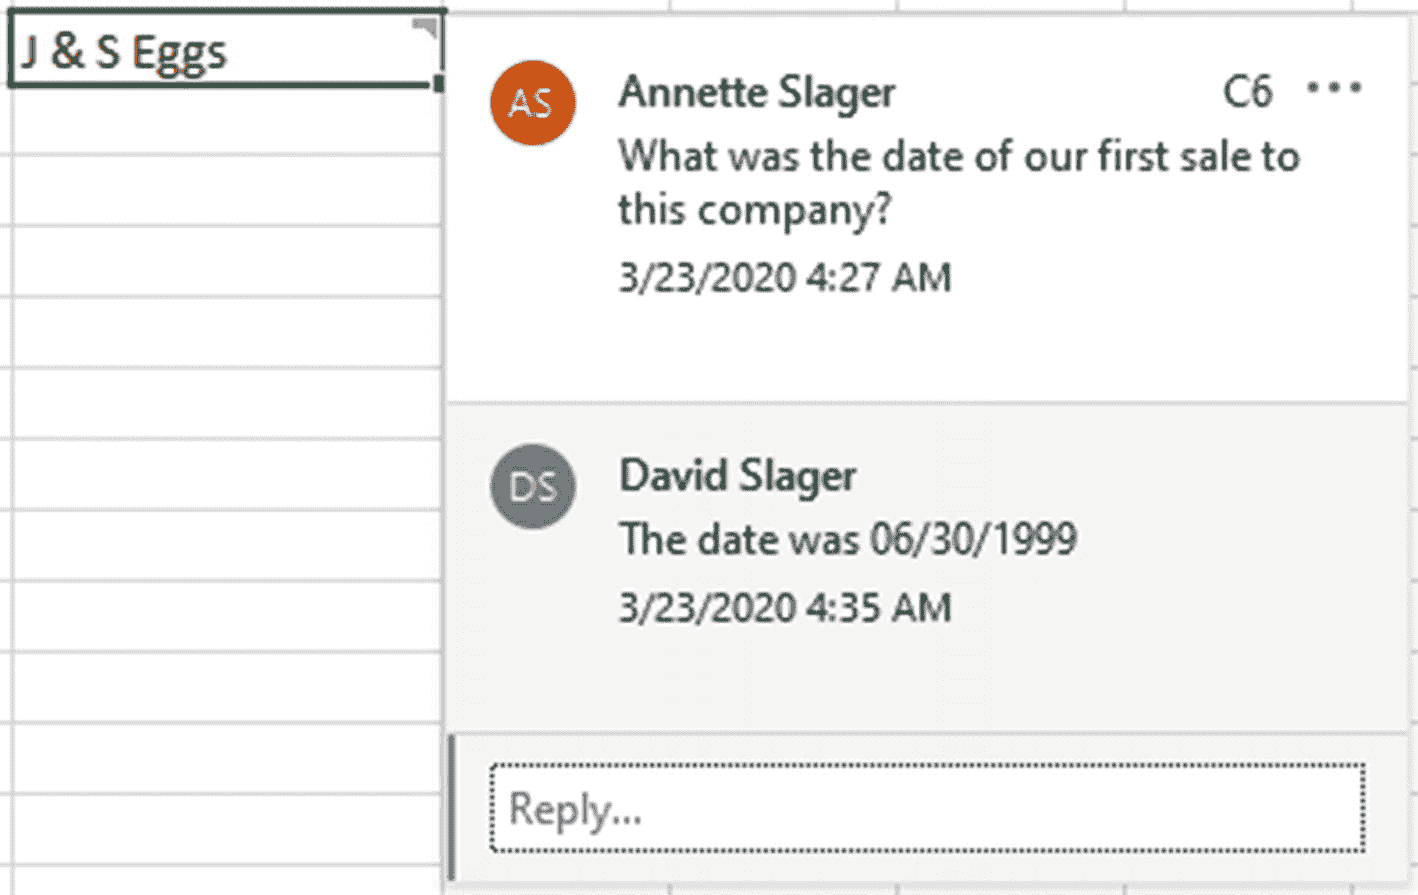 J & S Eggs
AS
Annette Slager
C6
What was the date of our first sale to
this company?
3/23/2020 4:27 AM
DS
David Slager
The date was 06/30/1999
3/23/2020 4:35 AM
Reply...